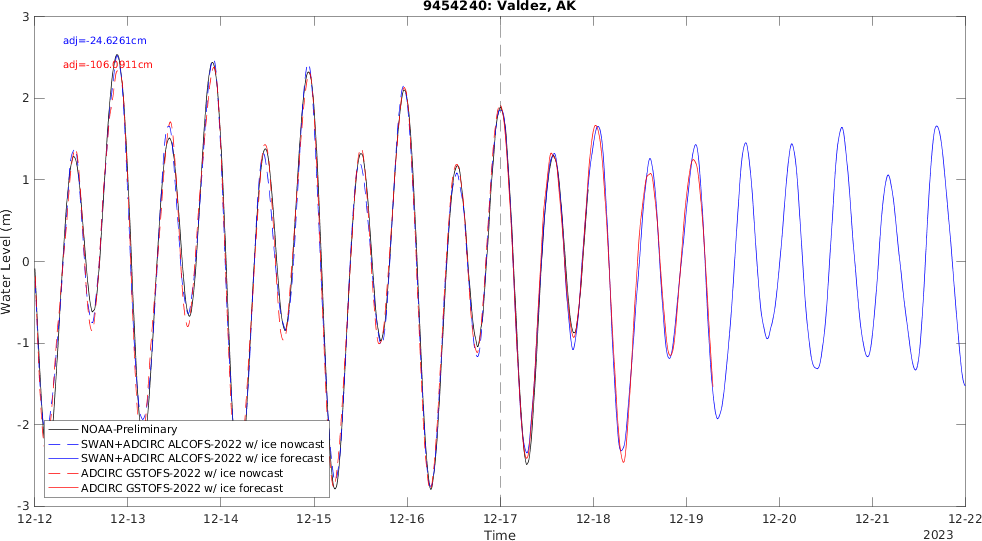 9454240: Valdez, AK
adj=-24.6261cm
adj=-106.0911cm
Water Level (m)
3
2
1
0
-1
-2
-3
NOAA-Preliminary
SWAN+ADCIRC ALCOFS-2022 w/ ice nowcast
SWAN+ADCIRC ALCOFS-2022 w/ ice forecast
ADCIRC GSTOFS-2022 w/ ice nowcast
ADCIRC GSTOFS-2022 w/ ice forecast
12-12 12-13 12-14 12-15 12-16 12-17 12-18 12-19 12-20 12-21 12-22
Time
2023